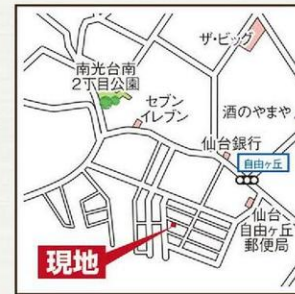 ザ・ビッグ
南光台南
2丁目公園
セブン
イレブン
酒のやまや
仙台銀行
自由ヶ丘
仙台
自由ヶ丘
郵便局
現地